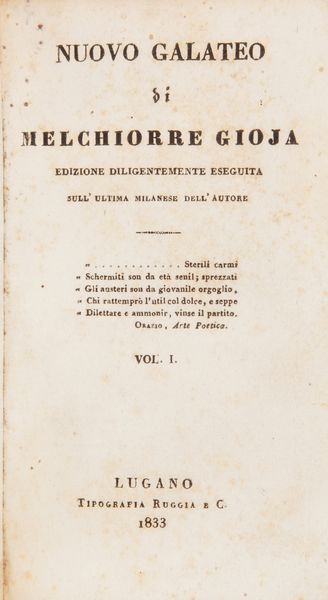 NUOVO GALATEO
di
MELCHIORRE GIOJA
EDIZIONE DILIGENTEMENTE ESEGUITA
SULL' ULTIMA MILANESE DELL' AUTORE
« . . . . . . . . . . . . Sterili carmi
« Schermiti son da età senil; sprezzati
« Gli austeri son da giovanile orgoglio,
« Chi rattemprò l'util col dolce, e seppe
« Dilettare e ammonir, vinse il partito.
ORAZIO, Arte Poetica.
VOL. I.
LUGANO
TIPOGRAFIA RUGGIA E C.
1833